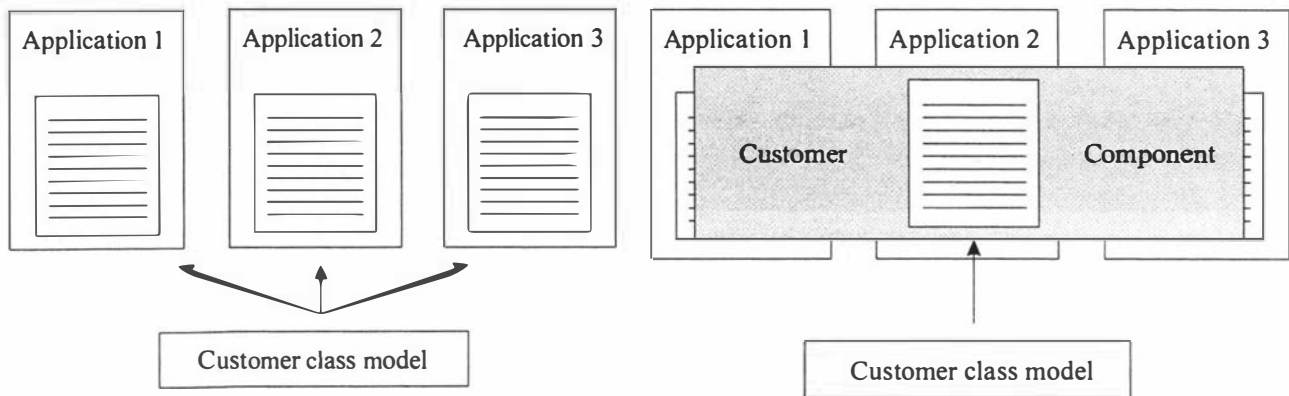 Application 1
Application 2
Application 3
Customer class model
Application 1
Application 2
Application 3
Customer
Component
Customer class model